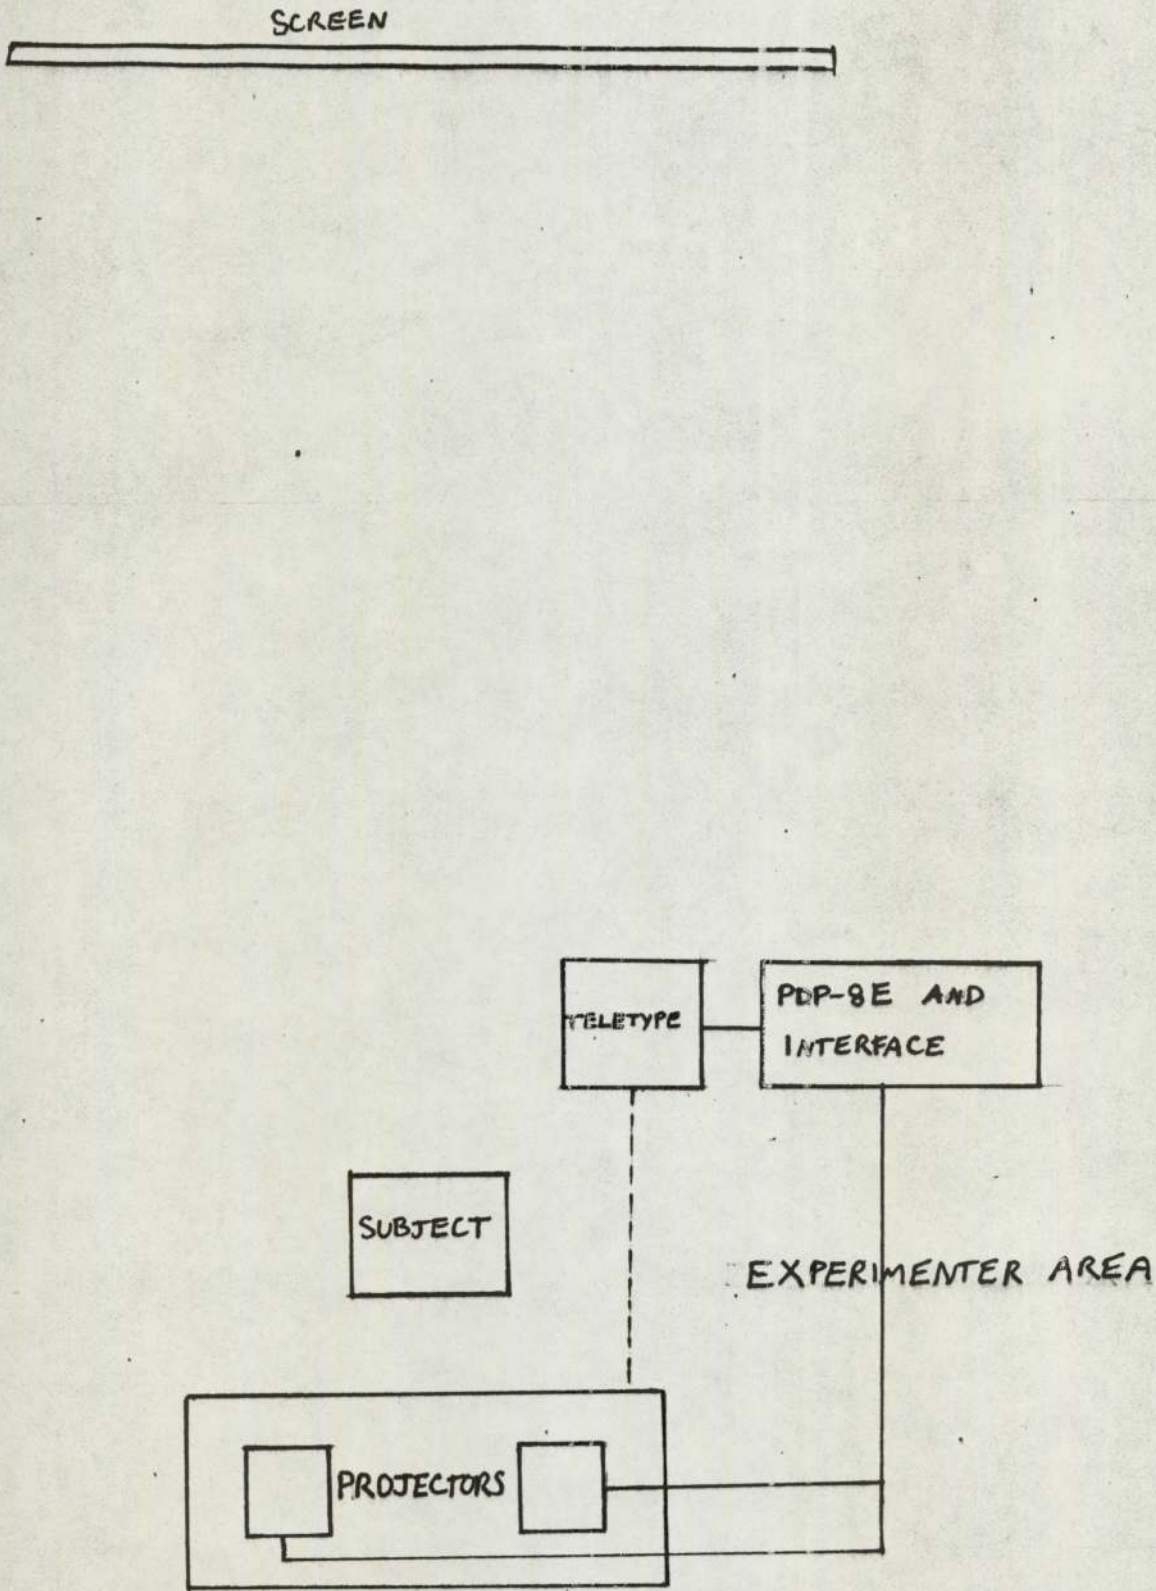 SCREEN
TELETYPE
PDP-8E AND
INTERFACE
SUBJECT
EXPERIMENTER AREA
PROJECTORS